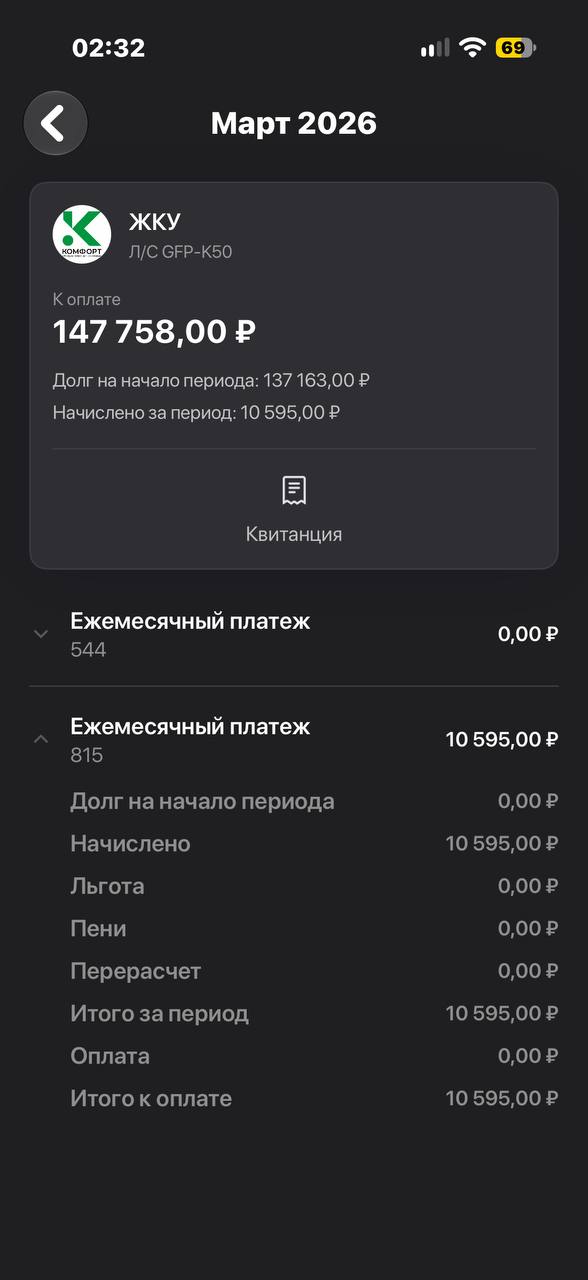 02:32
69
Март 2026
КОМФОРТ
ЖКУ
Л/С GFP-K50
К оплате
147 758,00 ₽
Долг на начало периода: 137 163,00 ₽
Начислено за период: 10 595,00 ₽
Квитанция
Ежемесячный платеж
0,00 ₽
544
Ежемесячный платеж
10 595,00 ₽
815
Долг на начало периода 0,00 ₽
Начислено 10 595,00 ₽
Льгота 0,00 ₽
Пени 0,00 ₽
Перерасчет 0,00 ₽
Итого за период 10 595,00 ₽
Оплата 0,00 ₽
Итого к оплате 10 595,00 ₽